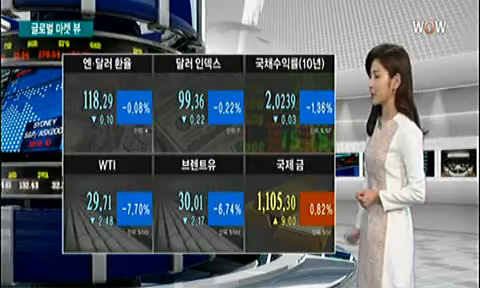 글로벌 마켓 뷰
WOW
SYDNEY
S&P/ASX200
엔·달러 환율
118.29
▼ 0.10
-0.08%
달러 인덱스
99.36
▼ 0.22
-0.22%
국채수익률(10년)
2.0239
▼ 0.03
-1.36%
WTI
29.71
▼ 2.48
-7.70%
브렌트유
30.01
▼ 2.17
-6.74%
국제 금
1,105.30
▲ 9.00
0.82%